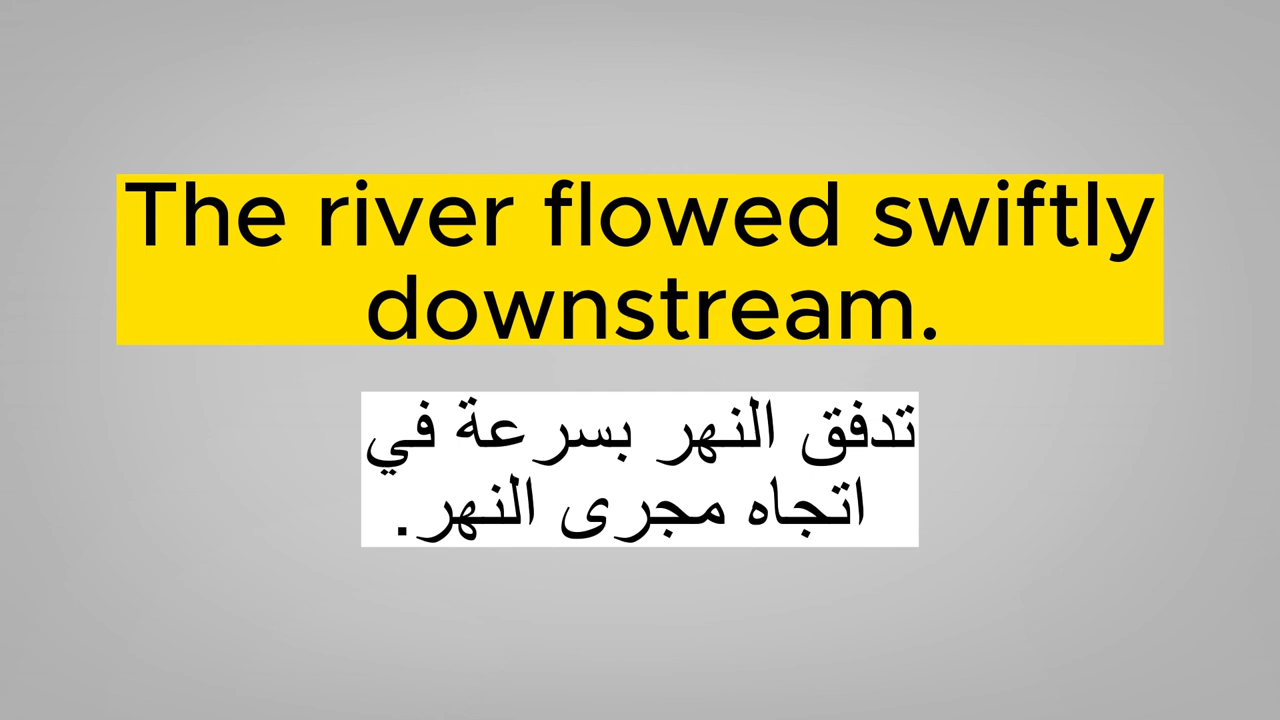 The river flowed swiftly
downstream.
تدفق النهر بسرعة في
اتجاه مجرى النهر.